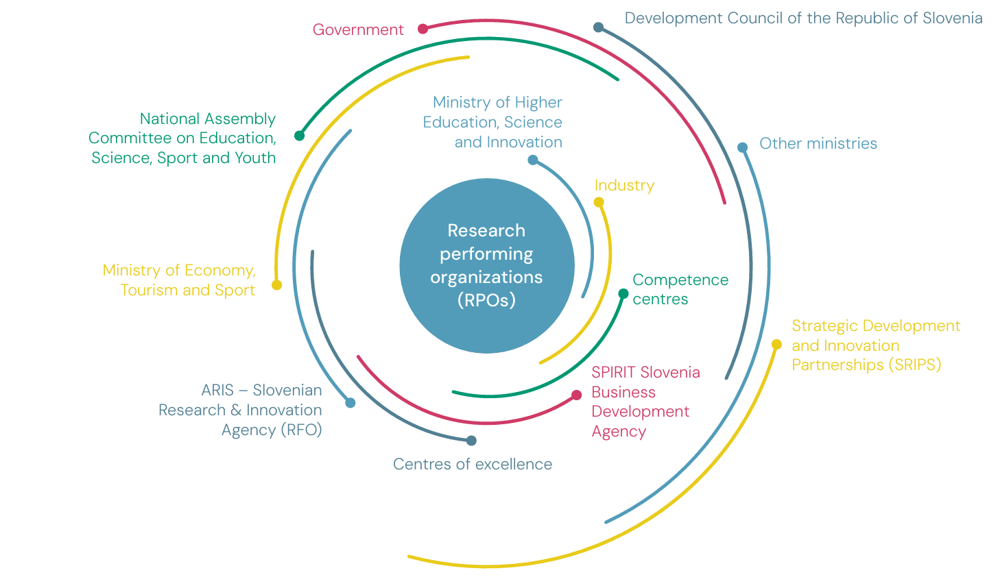 Development Council of the Republic of Slovenia
Government
Ministry of Higher
Education, Science
and Innovation
National Assembly
Committee on Education,
Science, Sport and Youth
Other ministries
Industry
Research
performing
organizations
(RPOs)
Ministry of Economy,
Tourism and Sport
Competence
centres
Strategic Development
and Innovation
Partnerships (SRIPS)
SPIRIT Slovenia
Business
Development
Agency
ARIS – Slovenian
Research & Innovation
Agency (RFO)
Centres of excellence